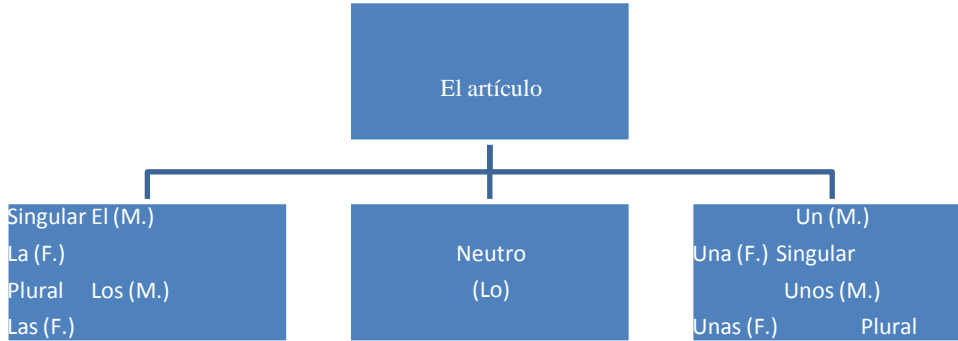 El artículo
Singular El (M.)
La (F.)
Plural Los (M.)
Las (F.)
Neutro
(Lo)
Un (M.)
Una (F.) Singular
Unos (M.)
Unas (F.) Plural